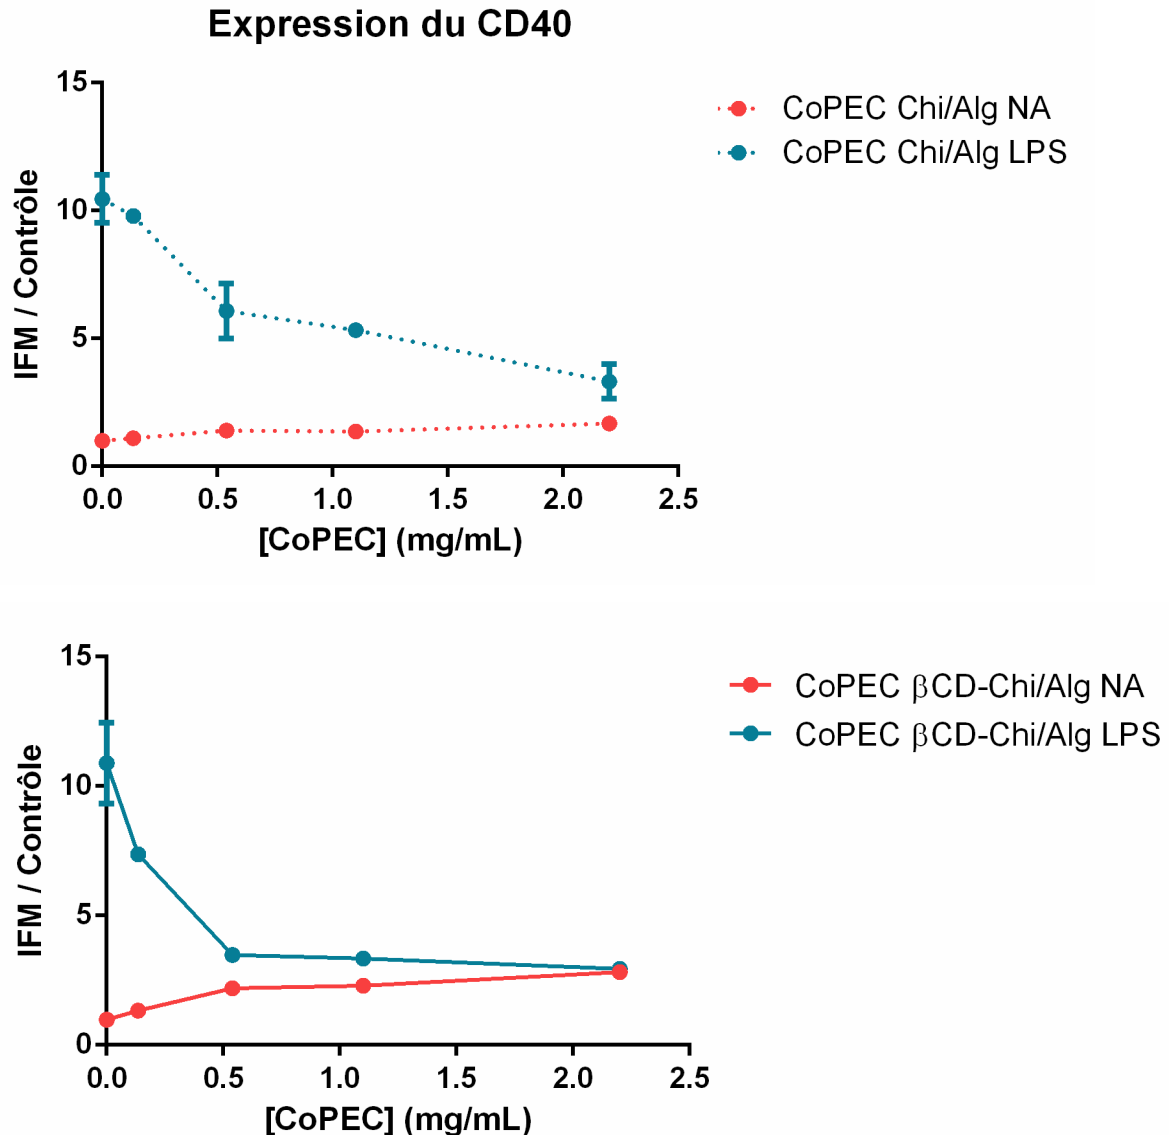 Expression du CD40
15
10
5
0
IFM / Contrôle
0.0 0.5 1.0 1.5 2.0 2.5
[CoPEC] (mg/mL)
CoPEC Chi/Alg NA
CoPEC Chi/Alg LPS
15
10
5
0
IFM / Contrôle
0.0 0.5 1.0 1.5 2.0 2.5
[CoPEC] (mg/mL)
CoPEC βCD-Chi/Alg NA
CoPEC βCD-Chi/Alg LPS